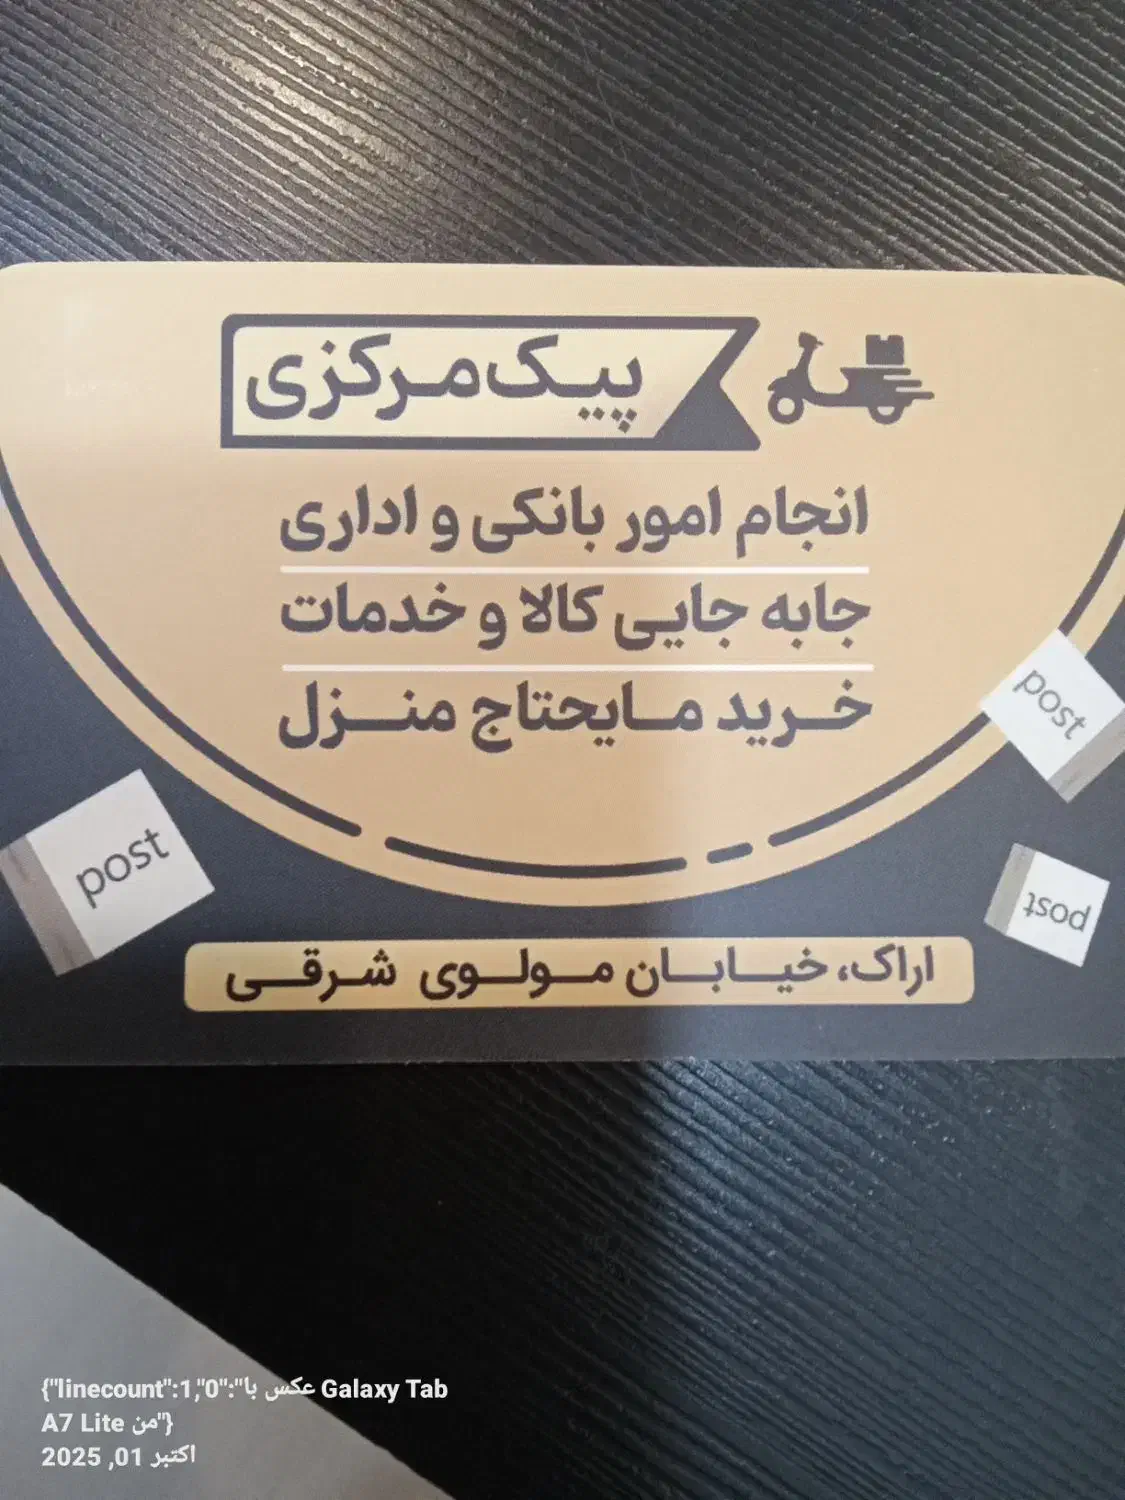 پیک مرکزی
انجام امور بانکی و اداری
جابه جایی کالا و خدمات
خرید مایحتاج منزل
post
post
post
اراک، خیابان مولوی شرقی
{"linecount":1,"0":"عکس با Galaxy Tab
A7 Lite من"}
اکتبر 01, 2025